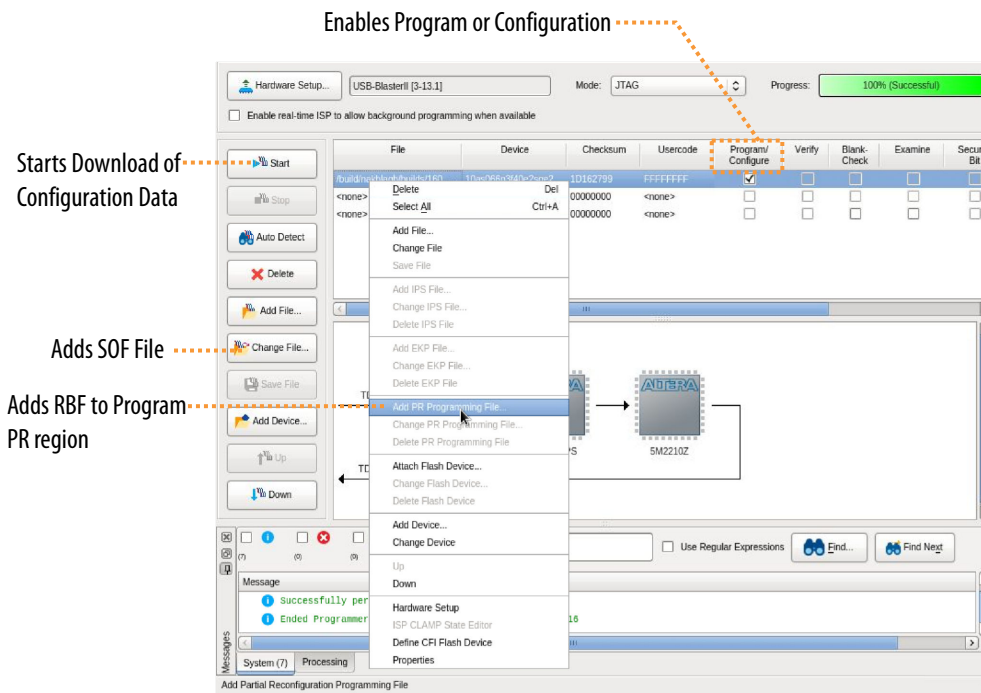 Enables Program or Configuration
Hardware Setup...
USB-BlasterII [3-13.1]
Mode:
JTAG
Progress:
100% (Successful)
Enable real-time ISP to allow background programming when available
Starts Download of
Configuration Data
Adds SOF File
Adds RBF to Program
PR region
Start
Stop
Auto Detect
Delete
Add File...
Change File...
Save File
Add Device...
Up
Down
File
Device
Checksum
Usercode
Program/
Configure
Verify
Blank-
Check
Examine
Secur
Bit
1D162799
FFFFFFFF
<none>
00000000
<none>
<none>
00000000
<none>
Delete Del
Select All Ctrl+A
Add File...
Change File
Save File
Add IPS File...
Change IPS File...
Delete IPS File
Add EKP File...
Change EKP File...
Delete EKP File
Add PR Programming File...
Change PR Programming File...
Delete PR Programming File
Attach Flash Device...
Change Flash Device...
Delete Flash Device
Add Device...
Change Device
Up
Down
Hardware Setup
ISP CLAMP State Editor
Define CFI Flash Device
Properties
ALTERA
5M2210Z
(7)
(0)
(9)
Use Regular Expressions
Find...
Find Next
Message
Successfully per
Ended Programmer
16
Messages
System (7)
Processing
Add Partial Reconfiguration Programming File